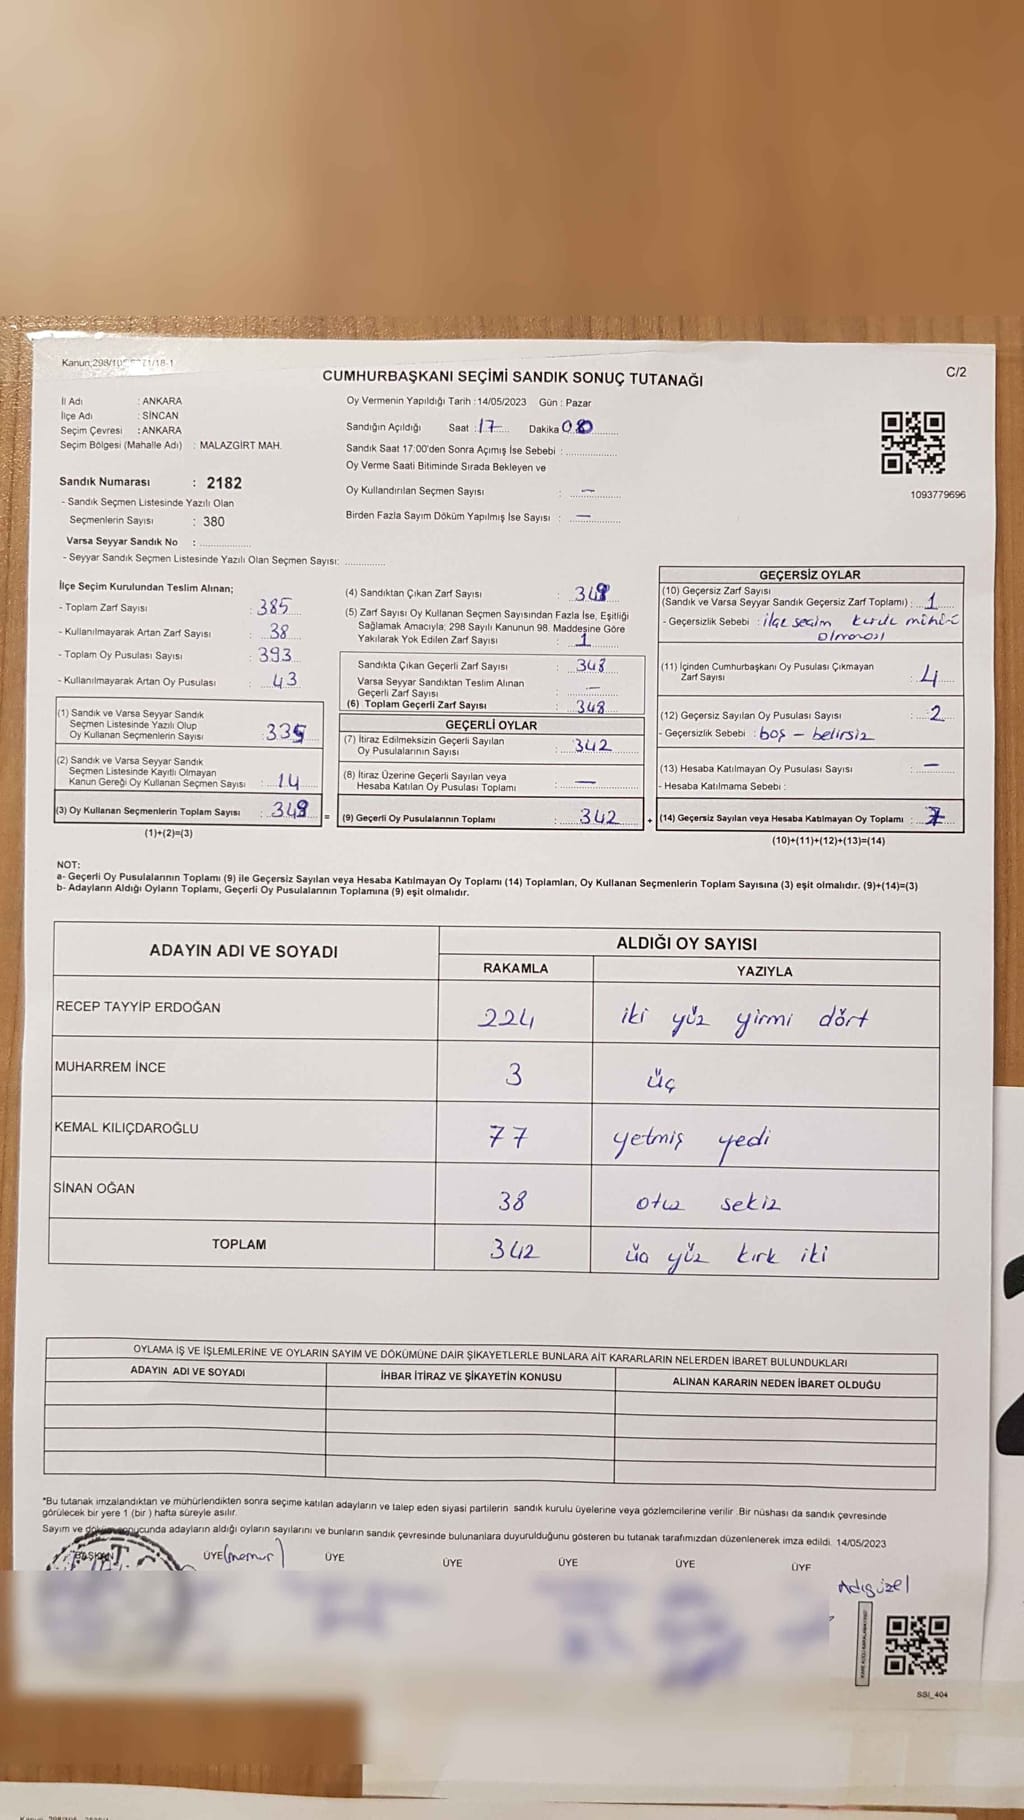 C/2
CUMHURBAŞKANI SEÇİMİ SANDIK SONUÇ TUTANAĞI
İl Adı : ANKARA
İlçe Adı : SİNCAN
Seçim Çevresi : ANKARA
Seçim Bölgesi (Mahalle Adı) : MALAZGİRT MAH.
Sandık Numarası : 2182
- Sandık Seçmen Listesinde Yazılı Olan
Seçmenlerin Sayısı : 380
Varsa Seyyar Sandık No :
- Seyyar Sandık Seçmen Listesinde Yazılı Olan Seçmen Sayısı:
Oy Vermenin Yapıldığı Tarih :14/05/2023 Gün : Pazar
Sandığın Açıldığı Saat : 17 Dakika
Sandık Saat 17:00'den Sonra Açımış İse Sebebi :
Oy Verme Saati Bitiminde Sırada Bekleyen ve
Oy Kullandırılan Seçmen Sayısı : —
Birden Fazla Sayım Döküm Yapılmış İse Sayısı : —
1093779696
İlçe Seçim Kurulundan Teslim Alınan;
- Toplam Zarf Sayısı : 385
- Kullanılmayarak Artan Zarf Sayısı : 38
- Toplam Oy Pusulası Sayısı : 393
- Kullanılmayarak Artan Oy Pusulası : 43
(1) Sandık ve Varsa Seyyar Sandık
Seçmen Listesinde Yazılı Olup
Oy Kullanan Seçmenlerin Sayısı : 335
(2) Sandık ve Varsa Seyyar Sandık
Seçmen Listesinde Kayıtlı Olmayan
Kanun Gereği Oy Kullanan Seçmen Sayısı : 14
(3) Oy Kullanan Seçmenlerin Toplam Sayısı : 349 =
(1)+(2)=(3)
(4) Sandıktan Çıkan Zarf Sayısı : 349
(5) Zarf Sayısı Oy Kullanan Seçmen Sayısından Fazla İse, Eşitliği
Sağlamak Amacıyla; 298 Sayılı Kanunun 98. Maddesine Göre
Yakılarak Yok Edilen Zarf Sayısı : 1
Sandıkta Çıkan Geçerli Zarf Sayısı : 348
Varsa Seyyar Sandıktan Teslim Alınan
Geçerli Zarf Sayısı : —
(6) Toplam Geçerli Zarf Sayısı : 348
GEÇERLİ OYLAR
(7) İtiraz Edilmeksizin Geçerli Sayılan
Oy Pusulalarının Sayısı : 342
(8) İtiraz Üzerine Geçerli Sayılan veya
Hesaba Katılan Oy Pusulası Toplamı : —
(9) Geçerli Oy Pusulalarının Toplamı : 342 +
GEÇERSİZ OYLAR
(10) Geçersiz Zarf Sayısı
(Sandık ve Varsa Seyyar Sandık Geçersiz Zarf Toplamı) : 1
- Geçersizlik Sebebi : ilçe seçim
olması
(11) İçinden Cumhurbaşkanı Oy Pusulası Çıkmayan
Zarf Sayısı : 4
(12) Geçersiz Sayılan Oy Pusulası Sayısı : 2
- Geçersizlik Sebebi : boş – belirsiz
(13) Hesaba Katılmayan Oy Pusulası Sayısı : —
- Hesaba Katılmama Sebebi :
(14) Geçersiz Sayılan veya Hesaba Katılmayan Oy Toplamı : 7
(10)+(11)+(12)+(13)=(14)
NOT:
a- Geçerli Oy Pusulalarının Toplamı (9) ile Geçersiz Sayılan veya Hesaba Katılmayan Oy Toplamı (14) Toplamları, Oy Kullanan Seçmenlerin Toplam Sayısına (3) eşit olmalıdır. (9)+(14)=(3)
b- Adayların Aldığı Oyların Toplamı, Geçerli Oy Pusulalarının Toplamına (9) eşit olmalıdır.
ADAYIN ADI VE SOYADI ALDIĞI OY SAYISI
RAKAMLA YAZIYLA
RECEP TAYYİP ERDOĞAN 224 iki yüz yirmi dört
MUHARREM İNCE 3 üç
KEMAL KILIÇDAROĞLU 77 yetmiş yedi
SİNAN OĞAN 38 otuz sekiz
TOPLAM 342 üç yüz kırk iki
OYLAMA İŞ VE İŞLEMLERİNE VE OYLARIN SAYIM VE DÖKÜMÜNE DAİR ŞİKAYETLERLE BUNLARA AİT KARARLARIN NELERDEN İBARET BULUNDUKLARI
ADAYIN ADI VE SOYADI İHBAR İTİRAZ VE ŞİKAYETİN KONUSU ALINAN KARARIN NEDEN İBARET OLDUĞU
*Bu tutanak imzalandıktan ve mühürlendikten sonra seçime katılan adayların ve talep eden siyasi partilerin sandık kurulu üyelerine veya gözlemcilerine verilir .Bir nüshası da sandık çevresinde
görülecek bir yere 1 (bir ) hafta süreyle asılır.
Sayım ve döküm sonucunda adayların aldığı oyların sayılarını ve bunların sandık çevresinde bulunanlara duyurulduğunu gösteren bu tutanak tarafımızdan düzenlenerek imza edildi. 14/05/2023
BAŞKAN ÜYE (memur) ÜYE ÜYE ÜYE ÜYE ÜYE
Adıgüzel
SSI_404